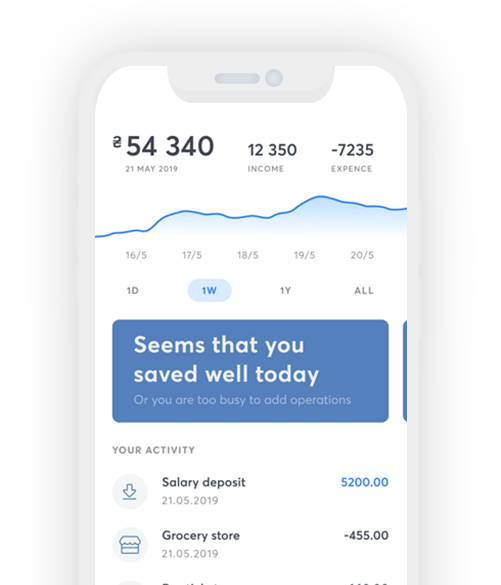 ₴54 340
21 MAY 2019
12 350
INCOME
-7235
EXPENCE
16/5 17/5 18/5 19/5 20/5
1D 1W 1Y ALL
Seems that you
saved well today
Or you are too busy to add operations
YOUR ACTIVITY
Salary deposit 5200.00
21.05.2019
Grocery store -455.00
21.05.2019